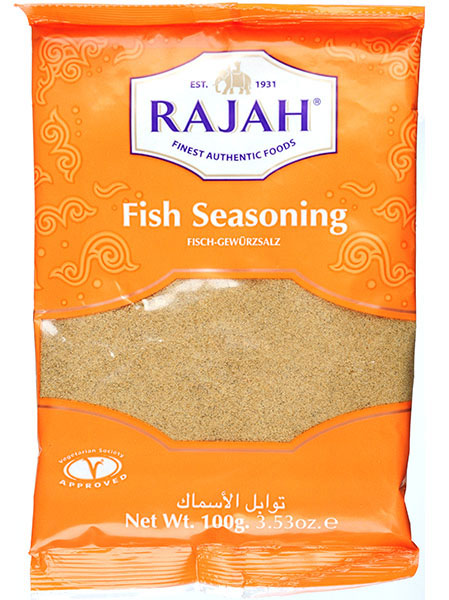 EST. 1931
RAJAH®
FINEST AUTHENTIC FOODS
Fish Seasoning
FISCH-GEWÜRZSALZ
Vegetarian Society
APPROVED
توابل الأسماك
Net Wt. 100g. 3.53oz. ℮